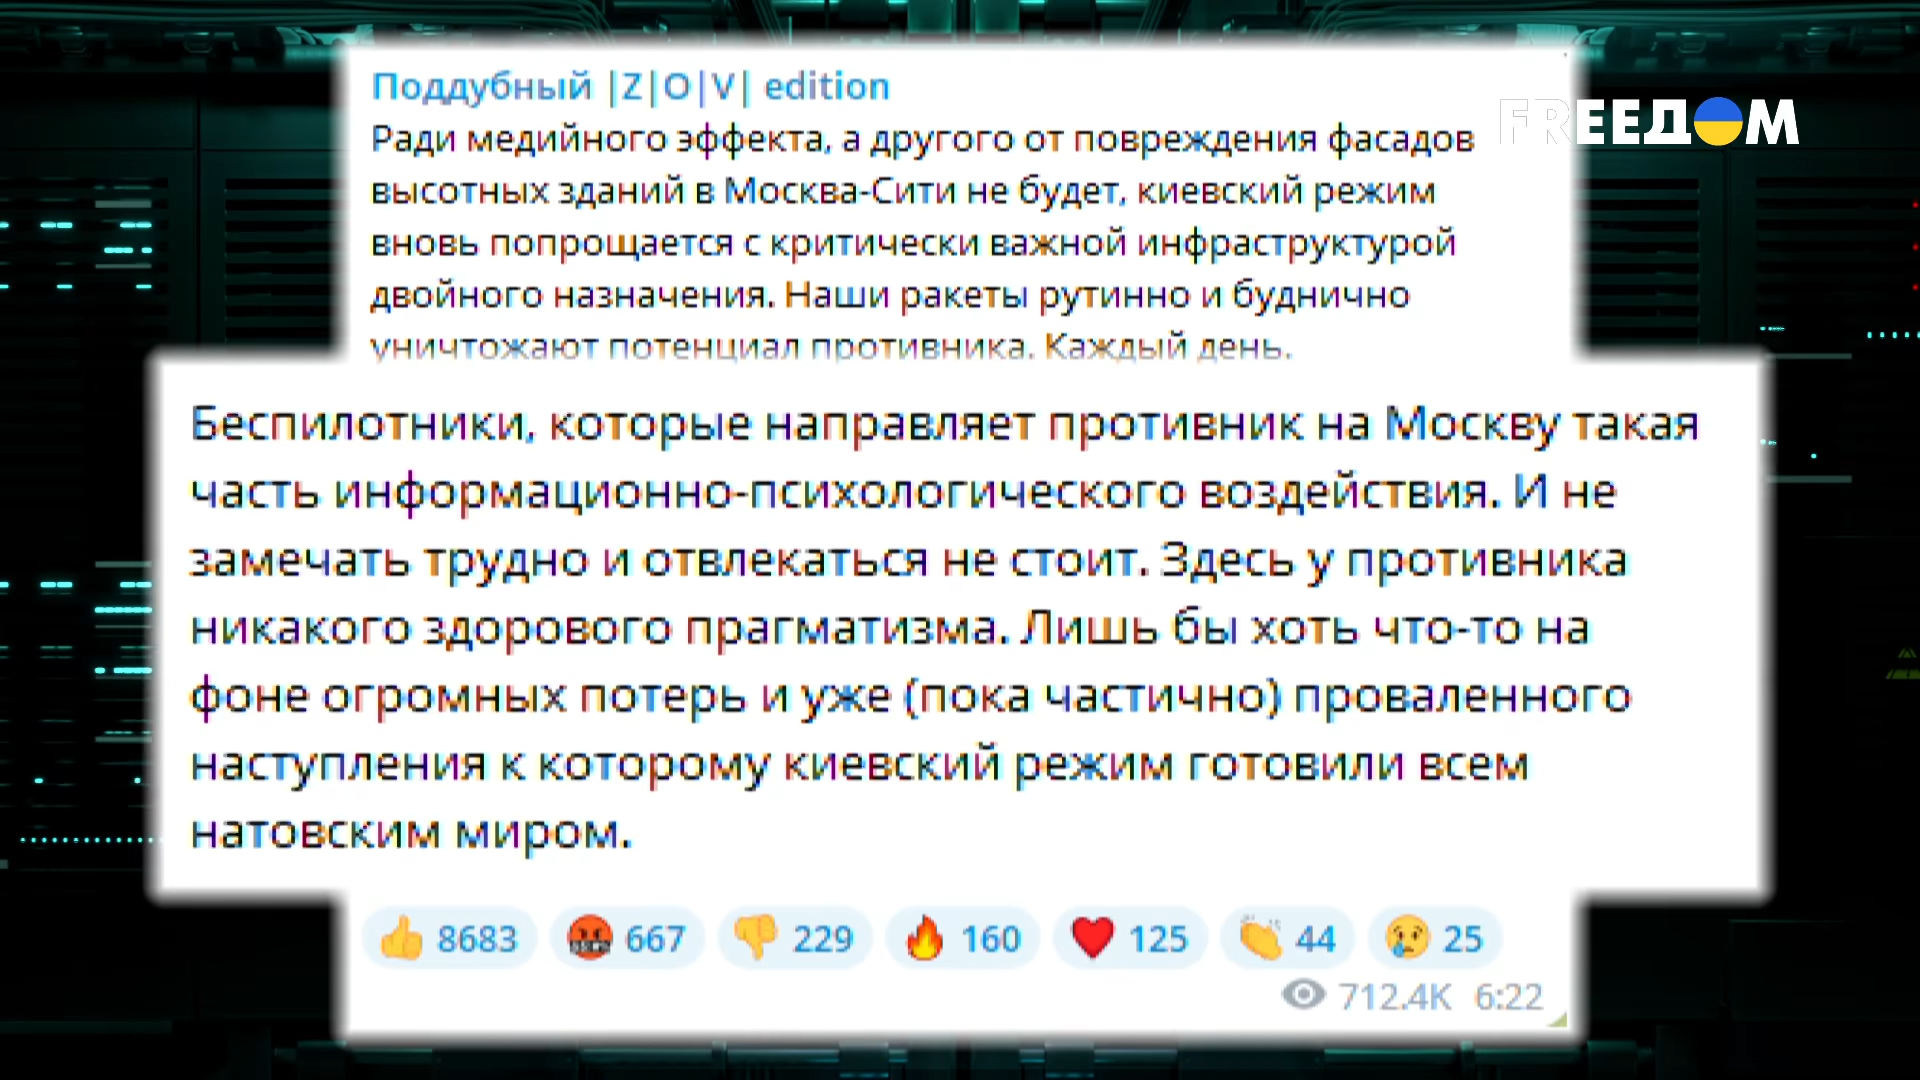 Поддубный |Z|O|V| edition
FREEДОМ
Ради медийного эффекта, а другого от повреждения фасадов
высотных зданий в Москва-Сити не будет, киевский режим
вновь попрощается с критически важной инфраструктурой
двойного назначения. Наши ракеты рутинно и буднично
уничтожают потенциал противника. Каждый день.
Беспилотники, которые направляет противник на Москву такая
часть информационно-психологического воздействия. И не
замечать трудно и отвлекаться не стоит. Здесь у противника
никакого здорового прагматизма. Лишь бы хоть что-то на
фоне огромных потерь и уже (пока частично) проваленного
наступления к которому киевский режим готовили всем
натовским миром.
8683 667 229 160 125 44 25
712.4K 6:22